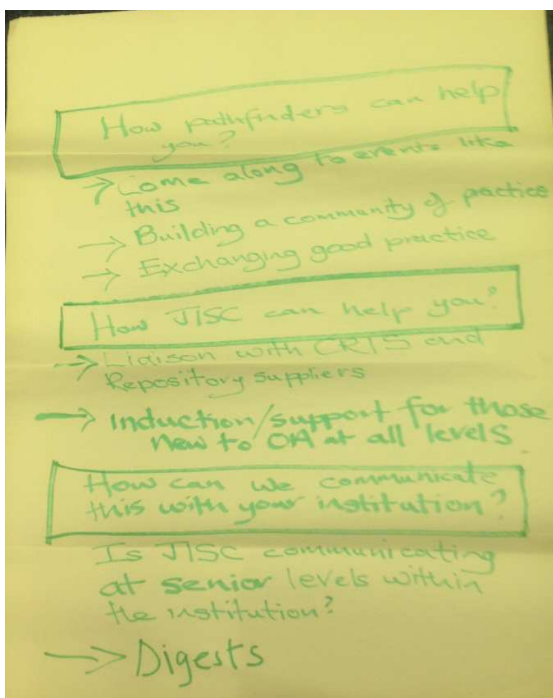 How pathfinders can help
you?
→ Come along to events like
this
→ Building a community of practice
→ Exchanging good practice
How JISC can help you?
→ Liaison with CRIS and
Repository suppliers
→ Induction/support for those
new to OA at all levels
How can we communicate
this with your institution?
Is JISC communicating
at senior levels within
the institution?
→ Digests